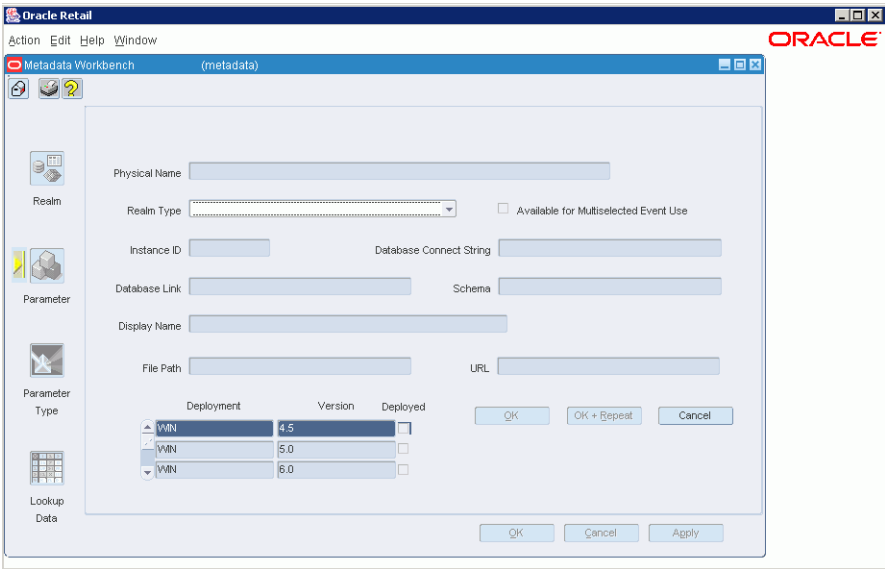 Oracle Retail
Action Edit Help Window
ORACLE
Metadata Workbench (metadata)
Physical Name
Realm
Realm Type
Available for Multiselected Event Use
Instance ID
Database Connect String
Parameter
Database Link
Schema
Display Name
File Path
URL
Parameter Type
Deployment Version Deployed
OK OK + Repeat Cancel
WIN 4.5
WIN 5.0
WIN 6.0
Lookup Data
OK Cancel Apply